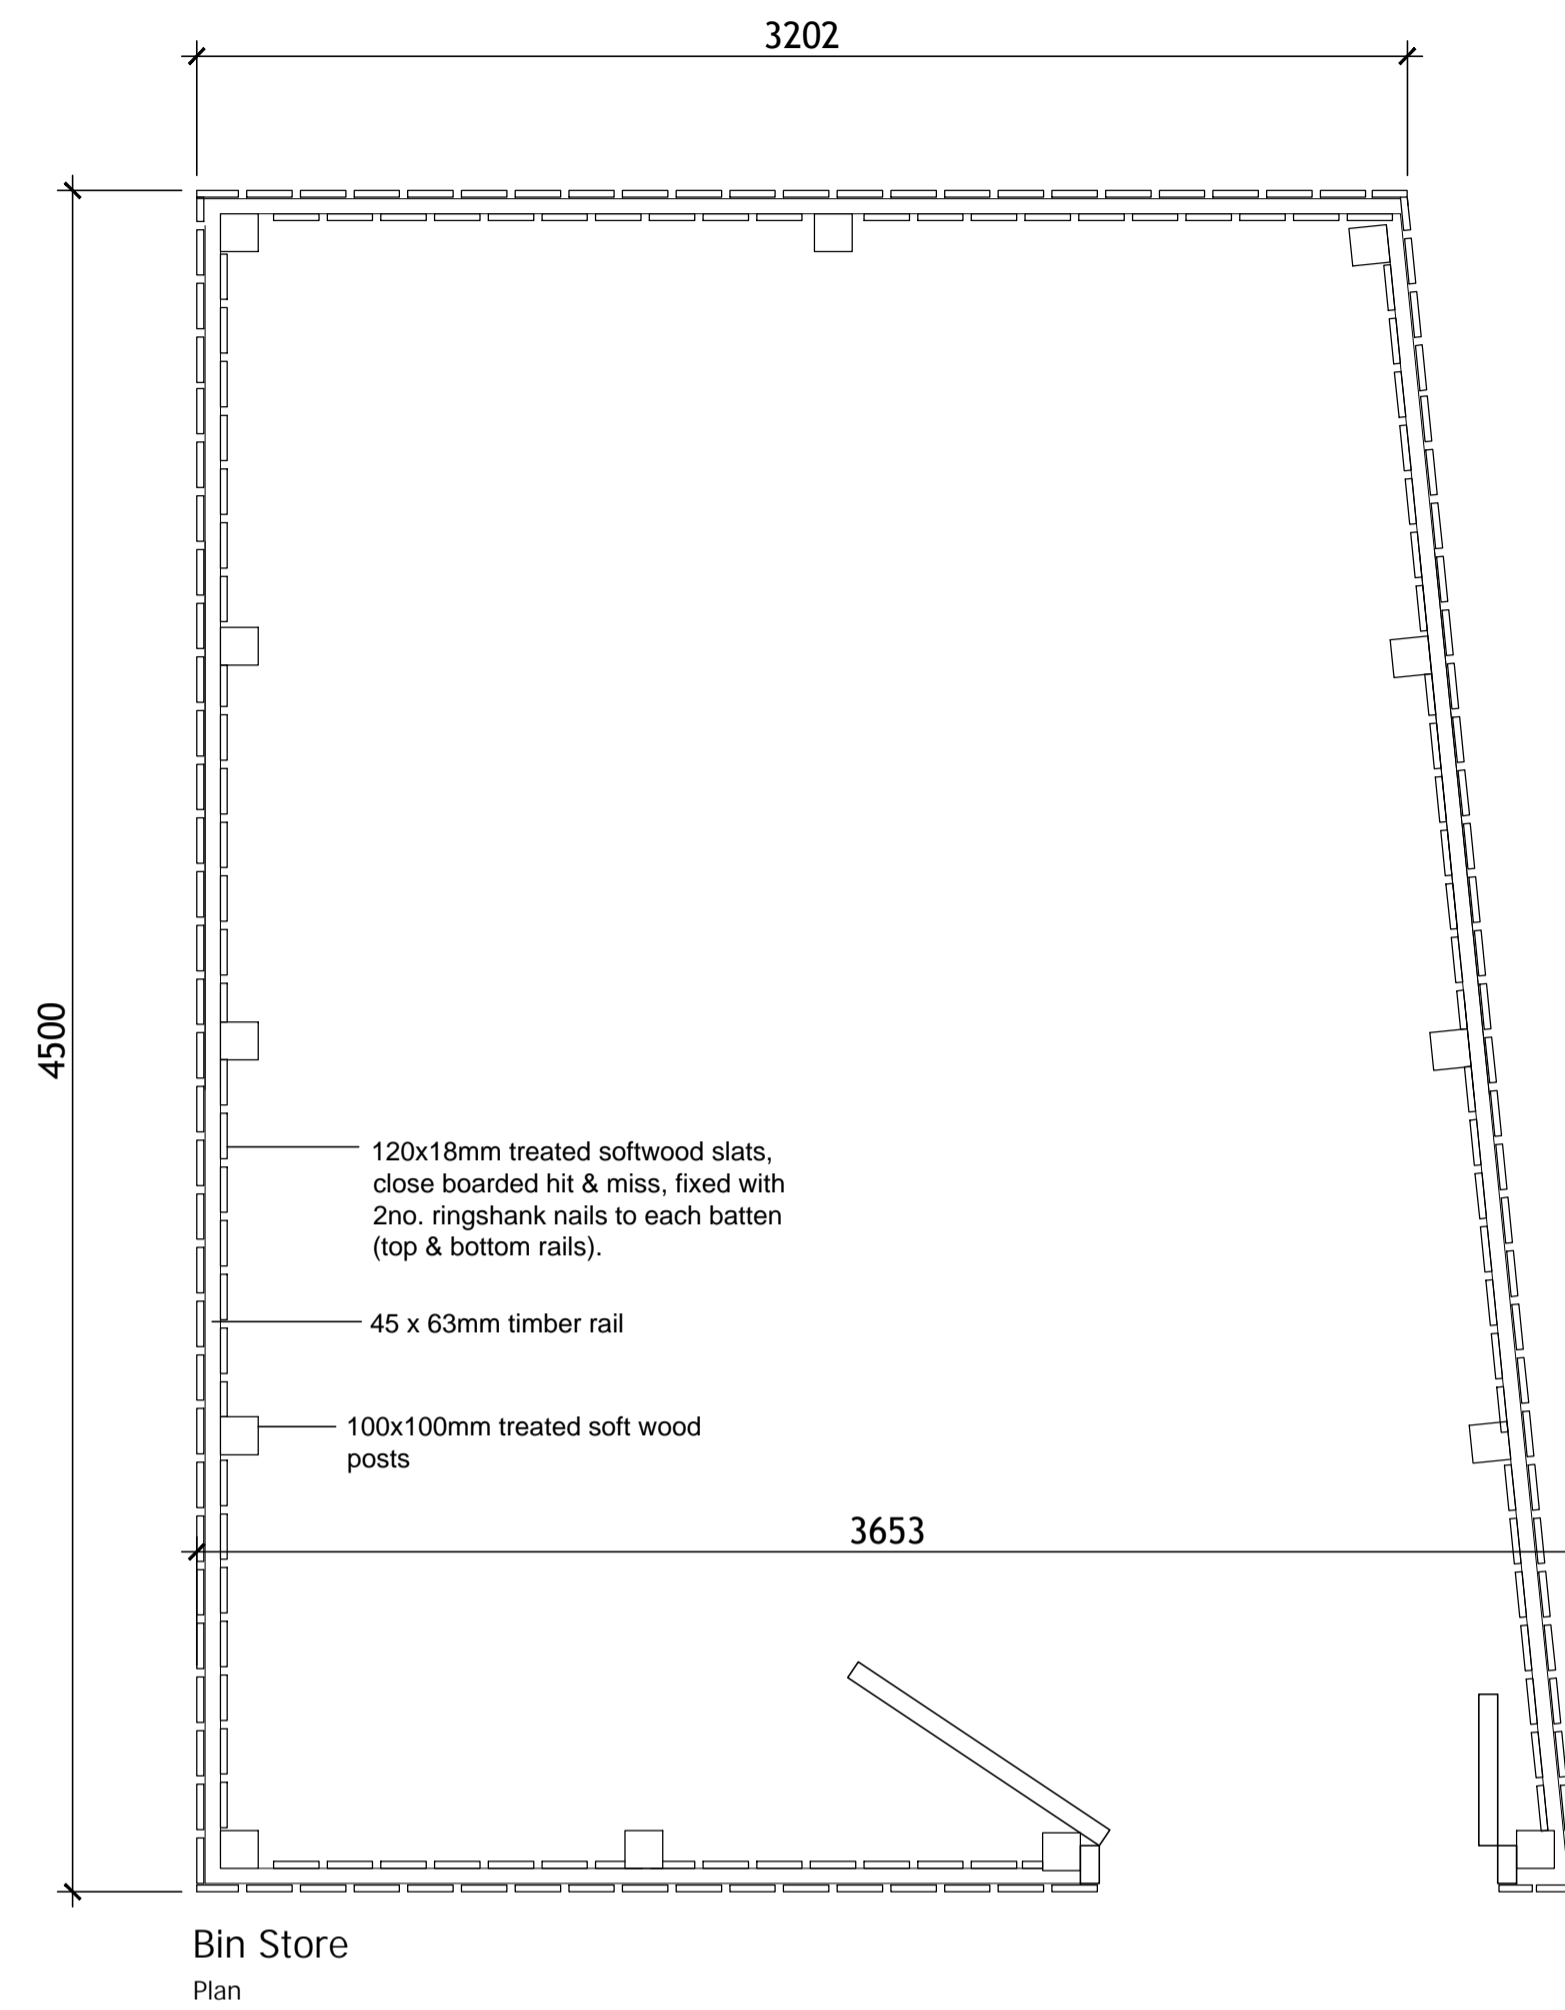 3202
4500
120x18mm treated softwood slats,
close boarded hit & miss, fixed with
2no. ringshank nails to each batten
(top & bottom rails).
45 x 63mm timber rail
100x100mm treated soft wood
posts
3653
Bin Store
Plan